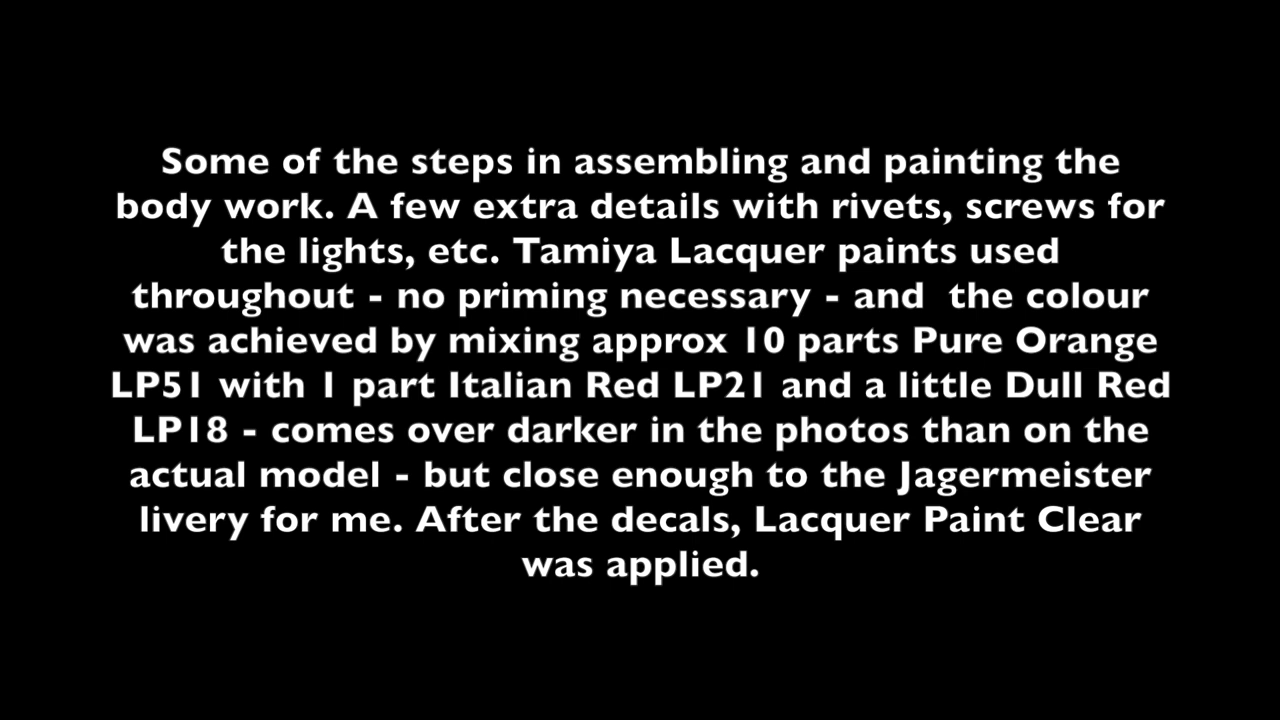 Some of the steps in assembling and painting the
body work. A few extra details with rivets, screws for
the lights, etc. Tamiya Lacquer paints used
throughout - no priming necessary - and  the colour
was achieved by mixing approx 10 parts Pure Orange
LP51 with 1 part Italian Red LP21 and a little Dull Red
LP18 - comes over darker in the photos than on the
actual model - but close enough to the Jagermeister
livery for me. After the decals, Lacquer Paint Clear
was applied.